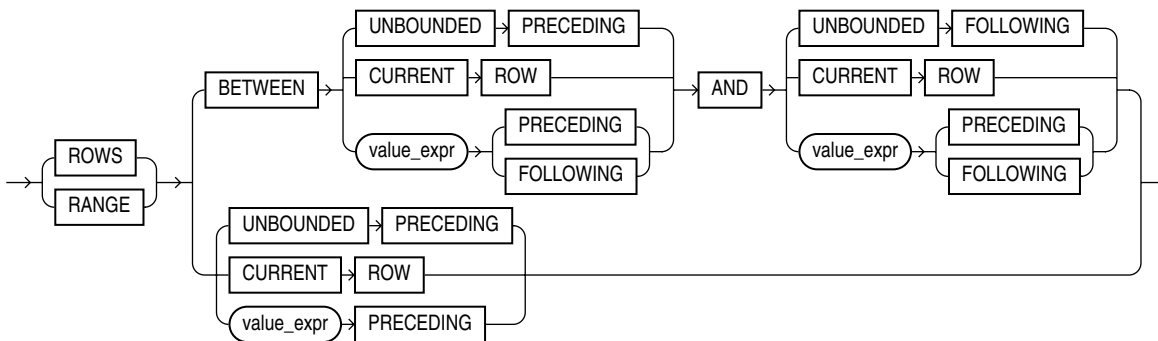 UNBOUNDED PRECEDING UNBOUNDED FOLLOWING
CURRENT ROW CURRENT ROW
BETWEEN AND
value_expr PRECEDING value_expr PRECEDING
FOLLOWING FOLLOWING
ROWS
RANGE
UNBOUNDED PRECEDING
CURRENT ROW
value_expr PRECEDING